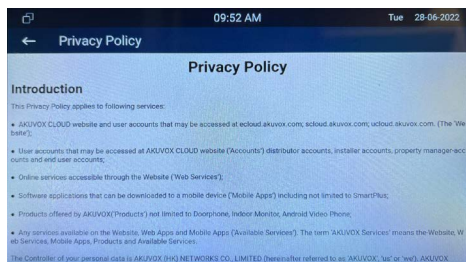 09:52 AM
Tue 28-06-2022
Privacy Policy
Privacy Policy
Introduction
This Privacy Policy applies to following services:
● AKUVOX CLOUD website and user accounts that may be accessed at ecloud.akuvox.com; scloud.akuvox.com; ucloud.akuvox.com. (The 'We
bsite');
● User accounts that may be accessed at AKUVOX CLOUD website ('Accounts') distributor accounts, installer accounts, property manager-acc
ounts and end user accounts;
● Online services accessible through the Website ('Web Services');
● Software applications that can be downloaded to a mobile device ('Mobile Apps') including not limited to SmartPlus;
● Products offered by AKUVOX('Products') not limited to Doorphone, Indoor Monitor, Android Video Phone;
● Any services available on the Website, Web Apps and Mobile Apps ('Available Services'). The term 'AKUVOX Services' means the Website, W
eb Services, Mobile Apps, Products and Available Services.
The Controller of your personal data is AKUVOX (HK) NETWORKS CO., LIMITED (hereinafter referred to as 'AKUVOX', 'us' or 'we'). AKUVOX